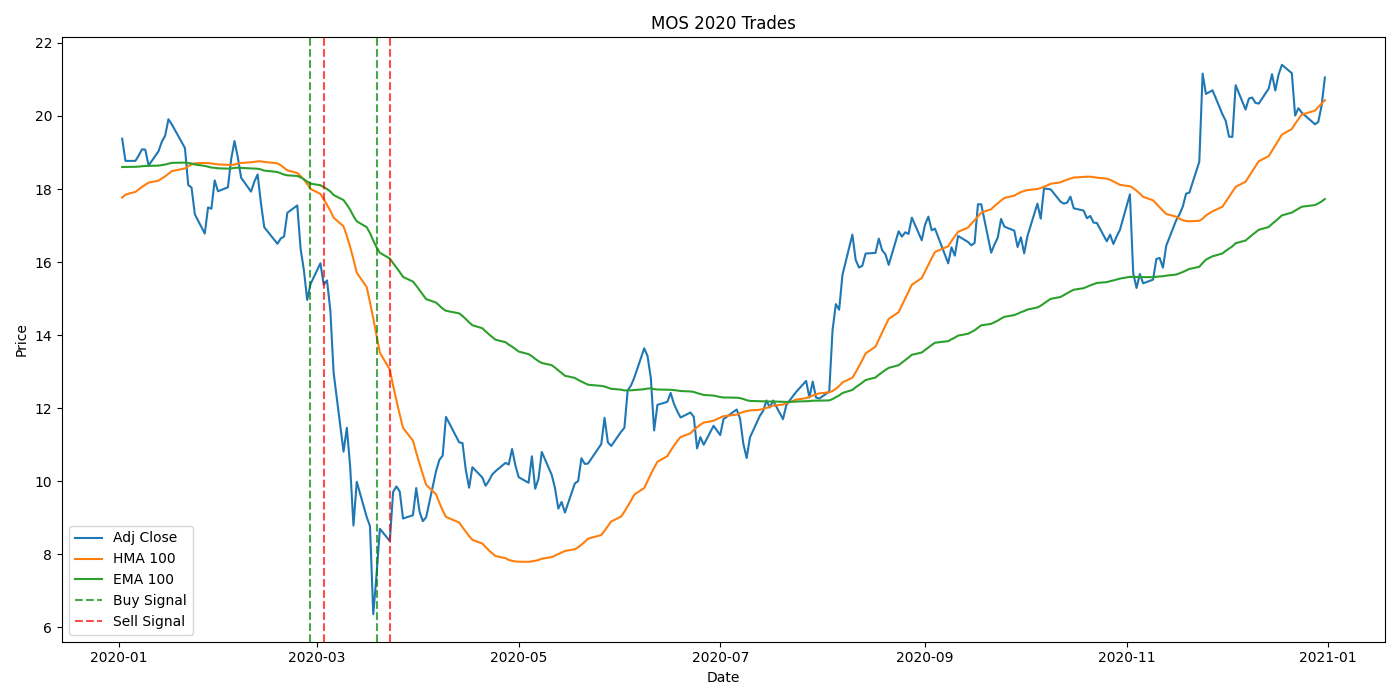 MOS 2020 Trades
Price
22
20
18
16
14
12
10
8
6
Adj Close
HMA 100
EMA 100
Buy Signal
Sell Signal
2020-01 2020-03 2020-05 2020-07 2020-09 2020-11 2021-01
Date